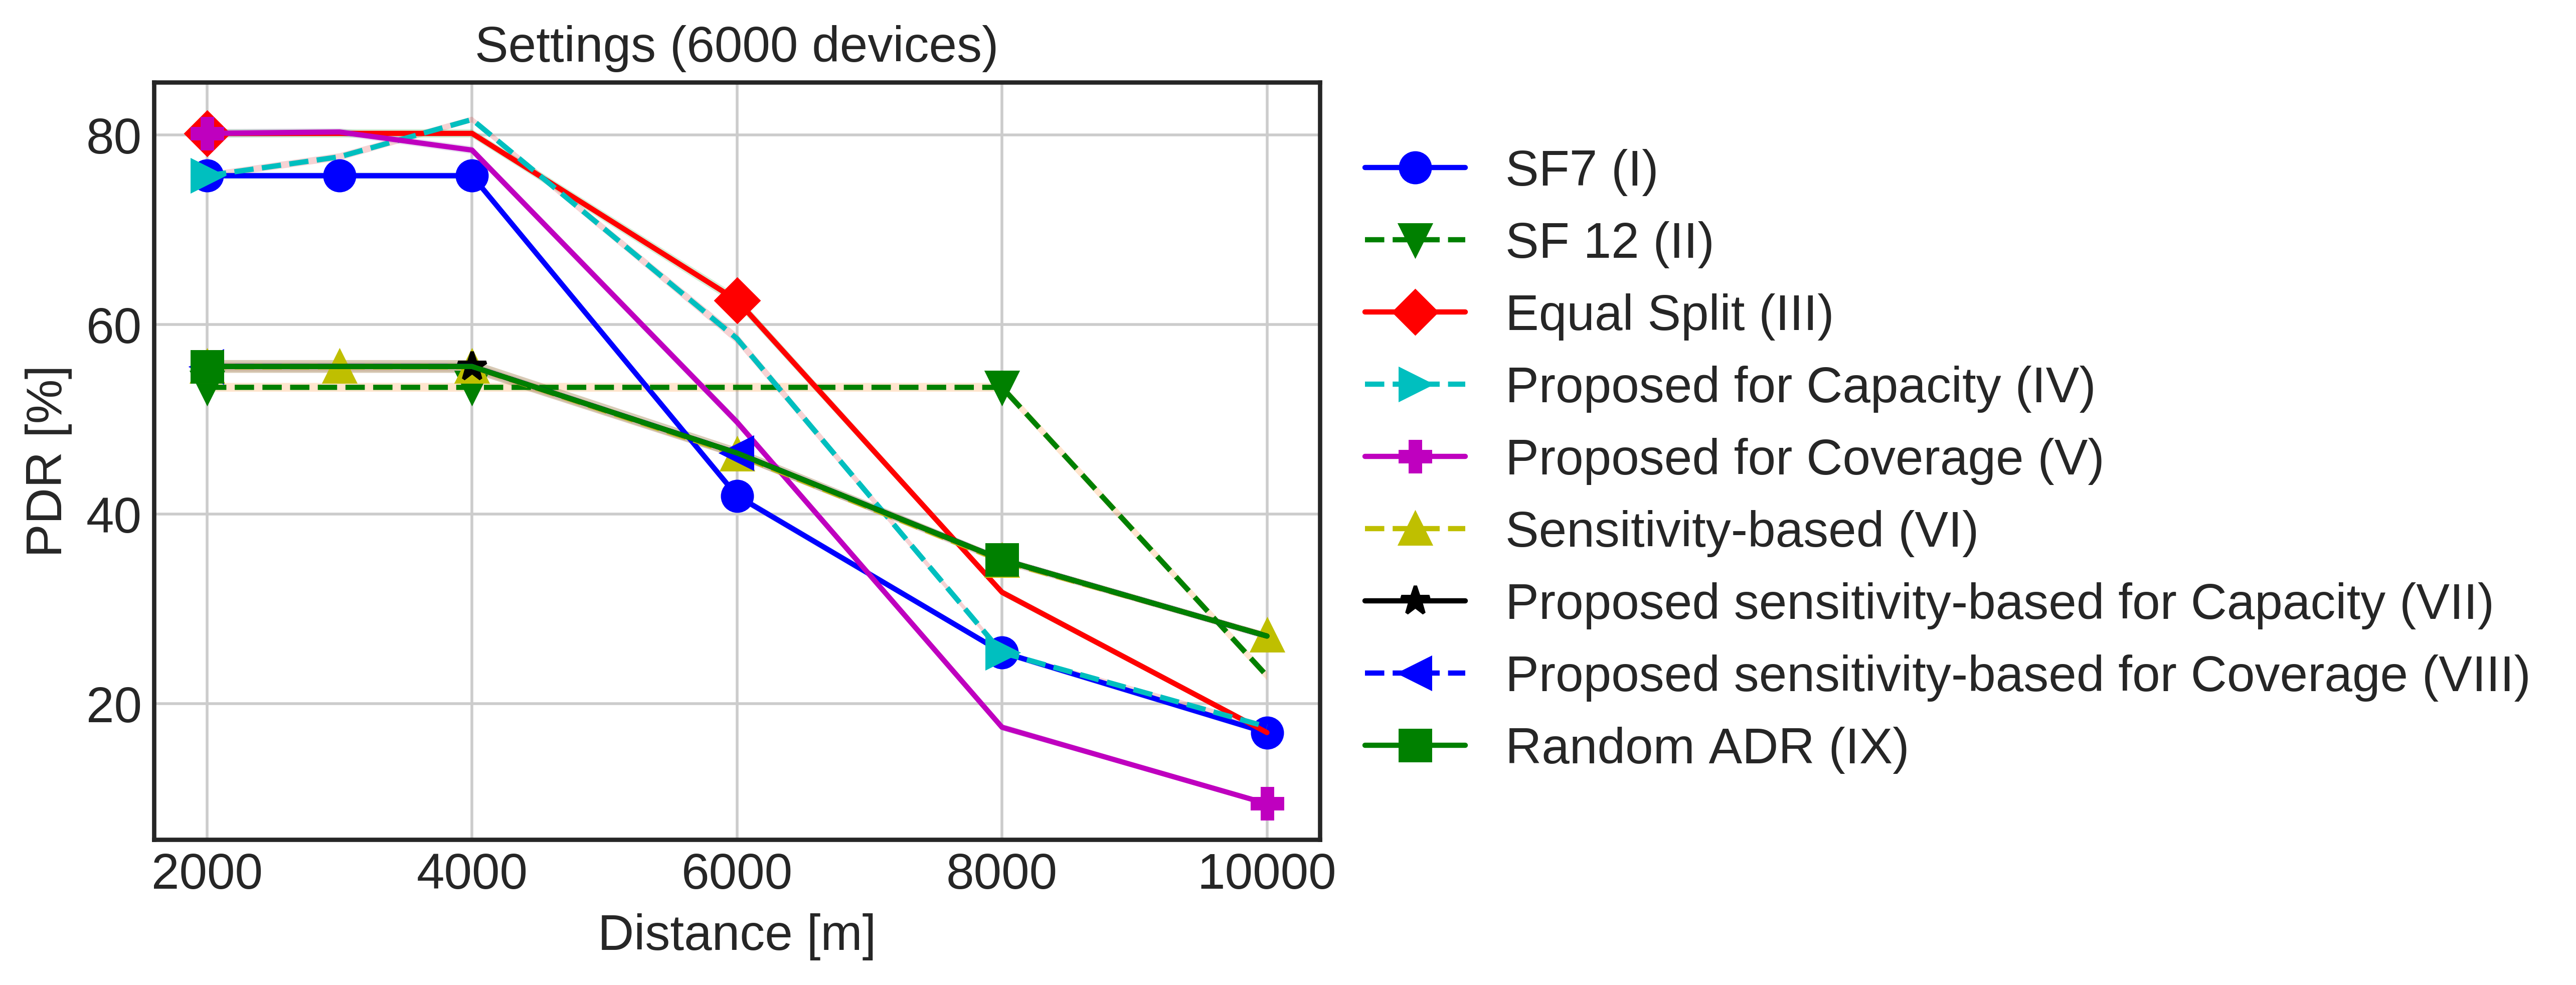 Settings (6000 devices)
PDR [%]
80
60
40
20
2000
4000
6000
8000
10000
Distance [m]
SF7 (I)
SF 12 (II)
Equal Split (III)
Proposed for Capacity (IV)
Proposed for Coverage (V)
Sensitivity-based (VI)
Proposed sensitivity-based for Capacity (VII)
Proposed sensitivity-based for Coverage (VIII)
Random ADR (IX)